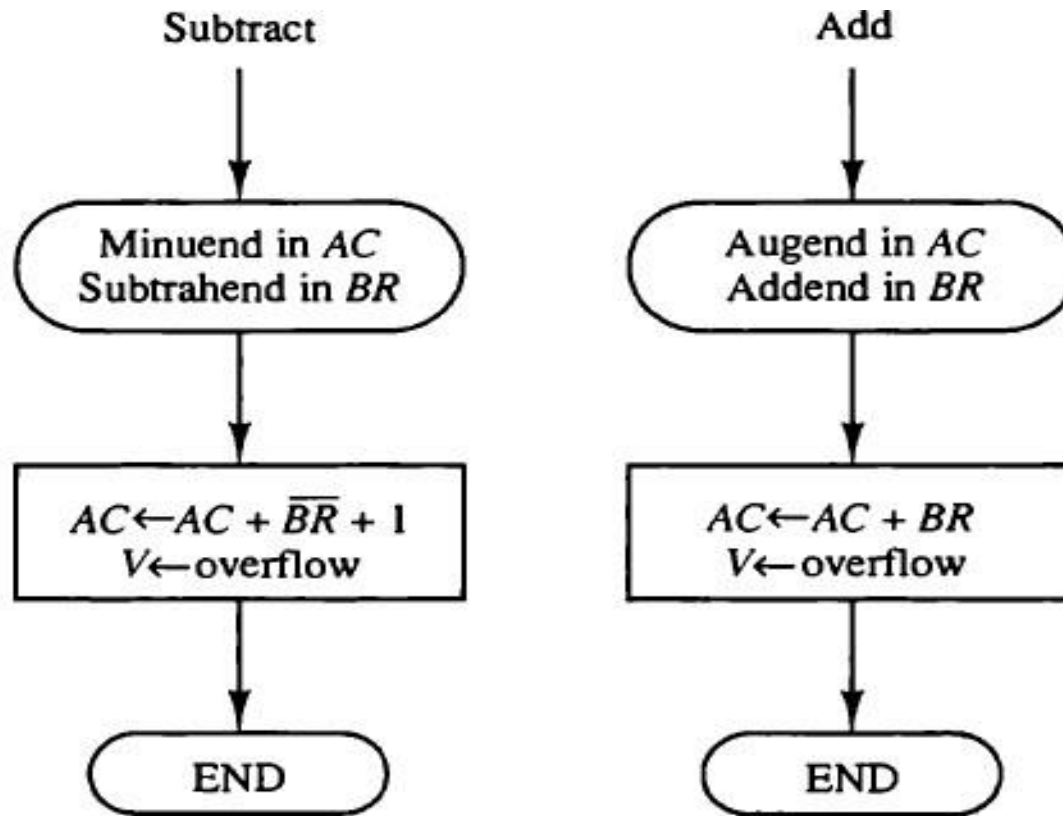 Subtract
Minuend in AC
Subtrahend in BR
AC←AC + B̅R̅ + 1
V←overflow
END
Add
Augend in AC
Addend in BR
AC←AC + BR
V←overflow
END